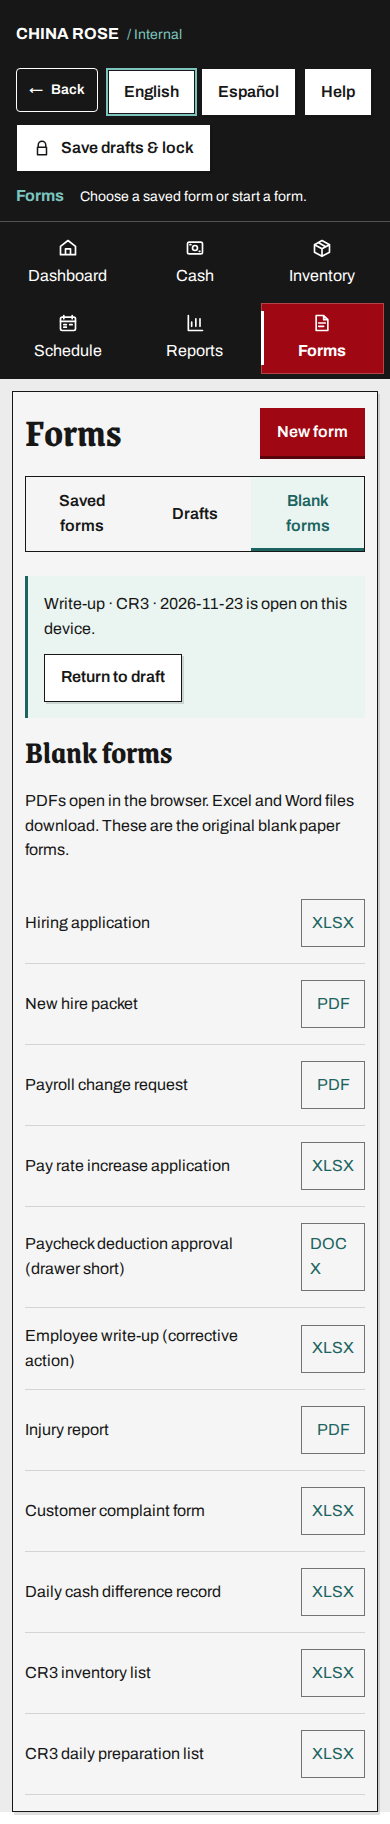 CHINA ROSE / Internal
← Back
English
Español
Help
Save drafts & lock
Forms Choose a saved form or start a form.
Dashboard
Cash
Inventory
Schedule
Reports
Forms
Forms
New form
Saved
forms
Drafts
Blank
forms
Write-up · CR3 · 2026-11-23 is open on this
device.
Return to draft
Blank forms
PDFs open in the browser. Excel and Word files
download. These are the original blank paper
forms.
Hiring application
XLSX
New hire packet
PDF
Payroll change request
PDF
Pay rate increase application
XLSX
Paycheck deduction approval
(drawer short)
DOC
X
Employee write-up (corrective
action)
XLSX
Injury report
PDF
Customer complaint form
XLSX
Daily cash difference record
XLSX
CR3 inventory list
XLSX
CR3 daily preparation list
XLSX